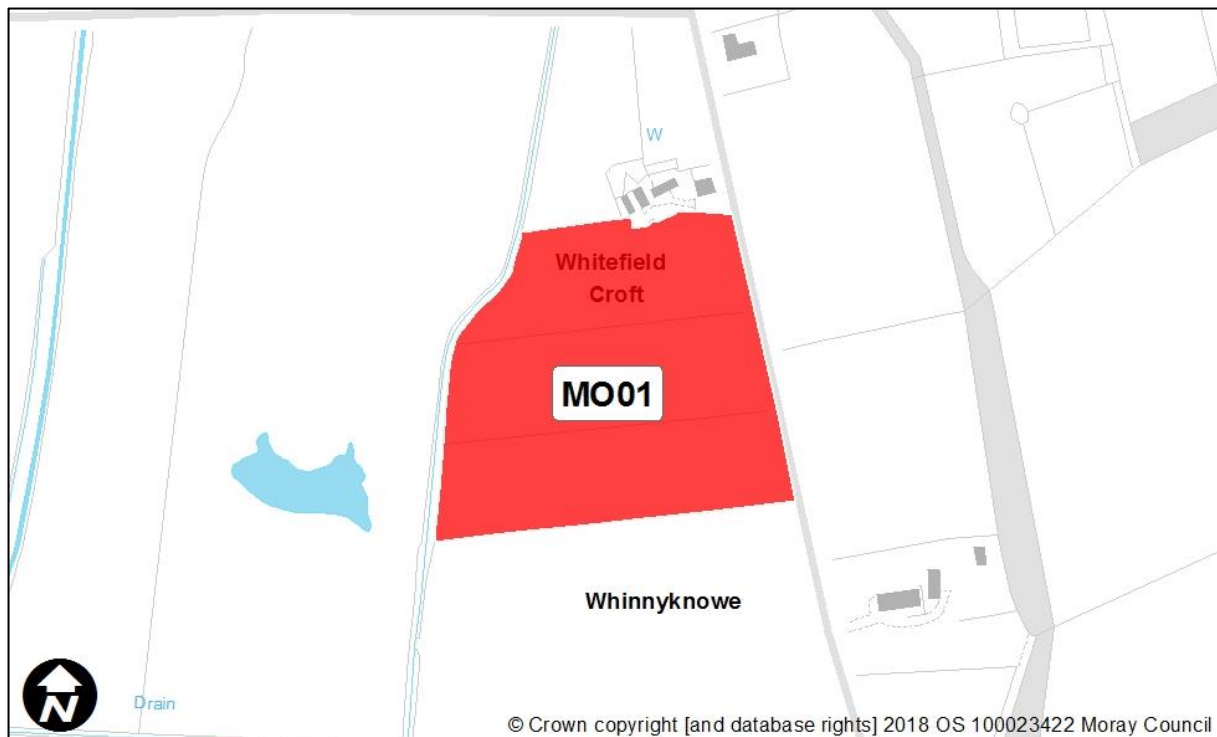 W
Whitefield
Croft
MO01
Whinnyknowe
N
Drain
© Crown copyright [and database rights] 2018 OS 100023422 Moray Council